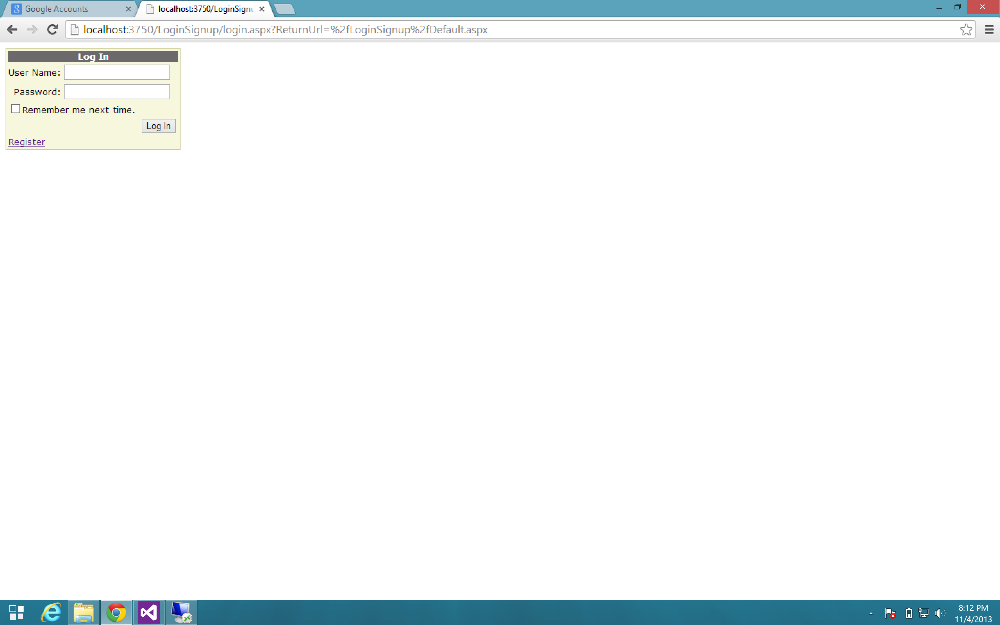 Google Accounts
localhost:3750/LoginSignu
localhost:3750/LoginSignup/login.aspx?ReturnUrl=%2fLoginSignup%2fDefault.aspx
Log In
User Name:
Password:
Remember me next time.
Log In
Register
8:12 PM
11/4/2013